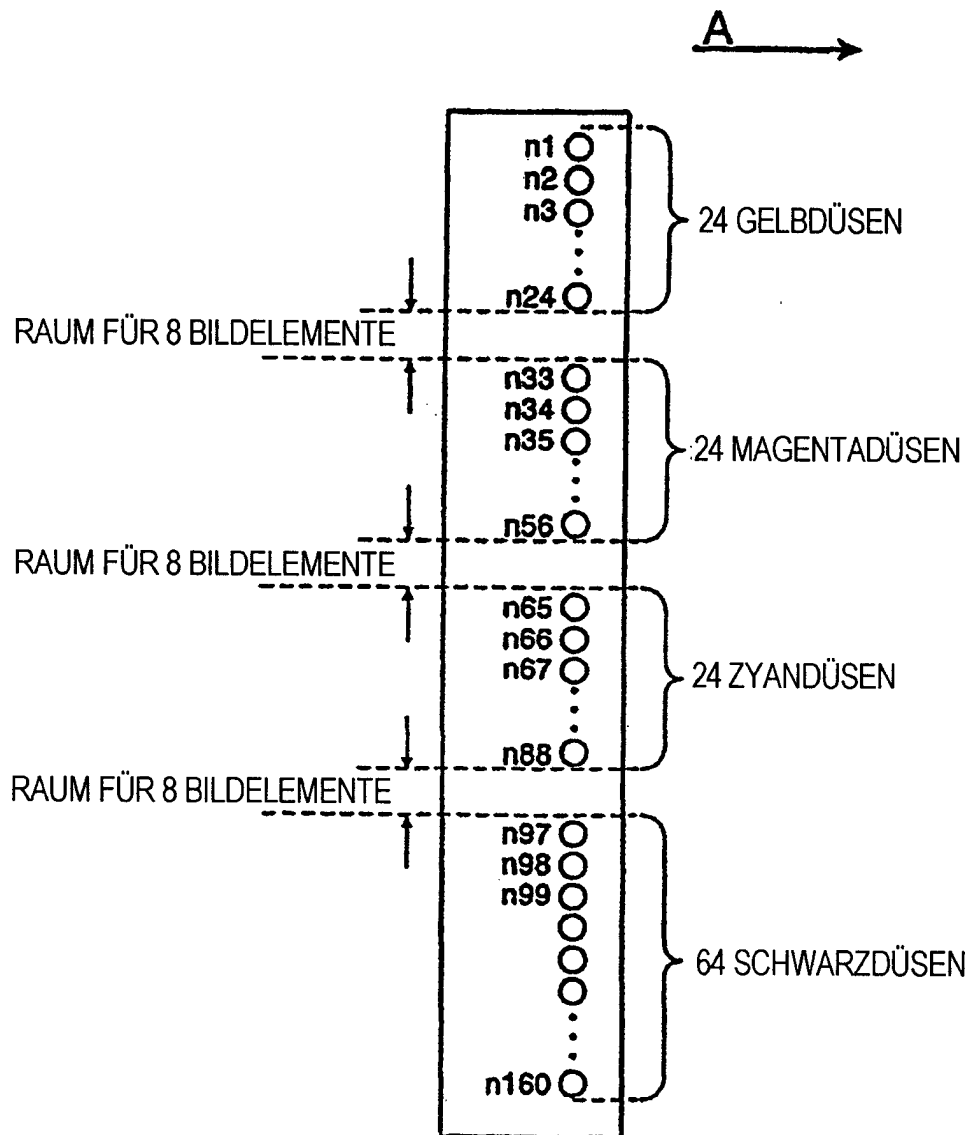 A
n1
n2
n3
24 GELBDÜSEN
n24
RAUM FÜR 8 BILDELEMENTE
n33
n34
n35
24 MAGENTADÜSEN
n56
RAUM FÜR 8 BILDELEMENTE
n65
n66
n67
24 ZYANDÜSEN
n88
RAUM FÜR 8 BILDELEMENTE
n97
n98
n99
64 SCHWARZDÜSEN
n160